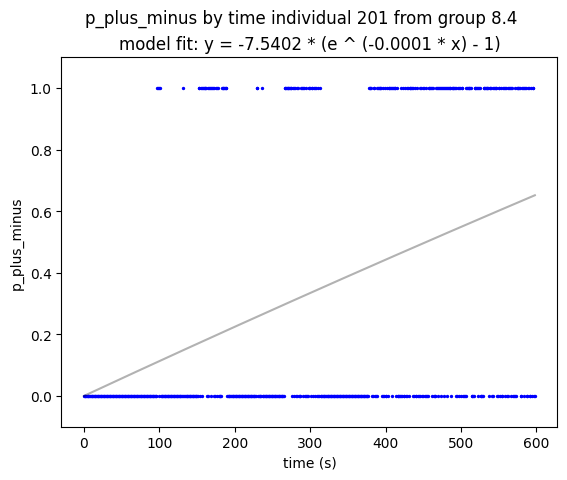 p_plus_minus by time individual 201 from group 8.4
model fit: y = -7.5402 * (e ^ (-0.0001 * x) - 1)
1.0
0.8
0.6
0.4
0.2
0.0
p_plus_minus
0 100 200 300 400 500 600
time (s)